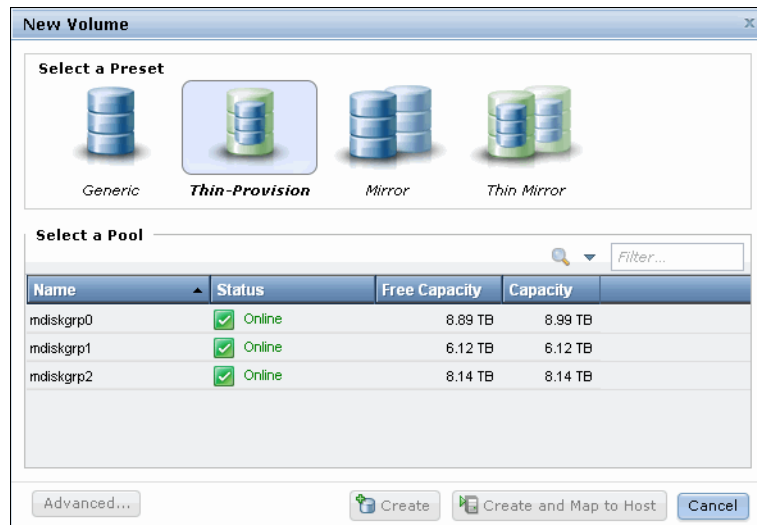 New Volume x
Select a Preset
Generic Thin-Provision Mirror Thin Mirror
Select a Pool
Filter...
Name Status Free Capacity Capacity
mdiskgrp0 Online 8.89 TB 8.99 TB
mdiskgrp1 Online 6.12 TB 6.12 TB
mdiskgrp2 Online 8.14 TB 8.14 TB
Advanced... Create Create and Map to Host Cancel